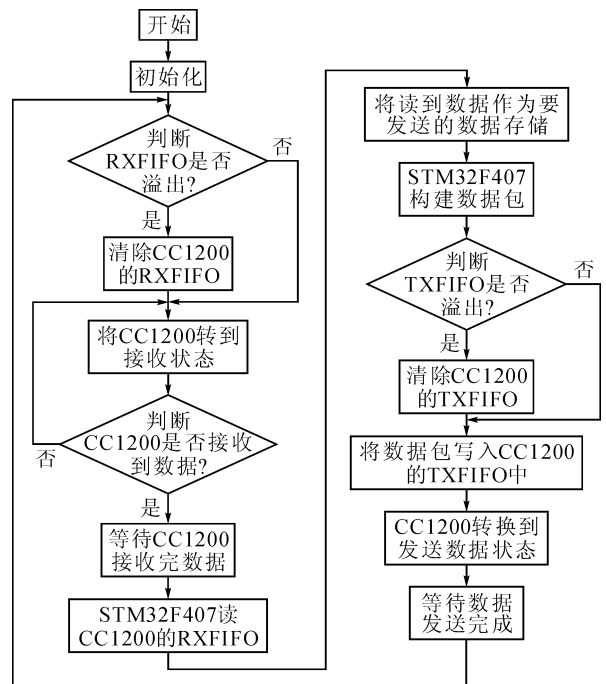 开始
初始化
判断
RXFIFO是否
溢出?
否
是
清除CC1200
的RXFIFO
将CC1200转到
接收状态
判断
CC1200是否接收
到数据?
否
是
等待CC1200
接收完数据
STM32F407读
CC1200的RXFIFO
将读到数据作为要
发送的数据存储
STM32F407
构建数据包
判断
TXFIFO是否
溢出?
否
是
清除CC1200
的TXFIFO
将数据包写入CC1200
的TXFIFO中
CC1200转换到
发送数据状态
等待数据
发送完成